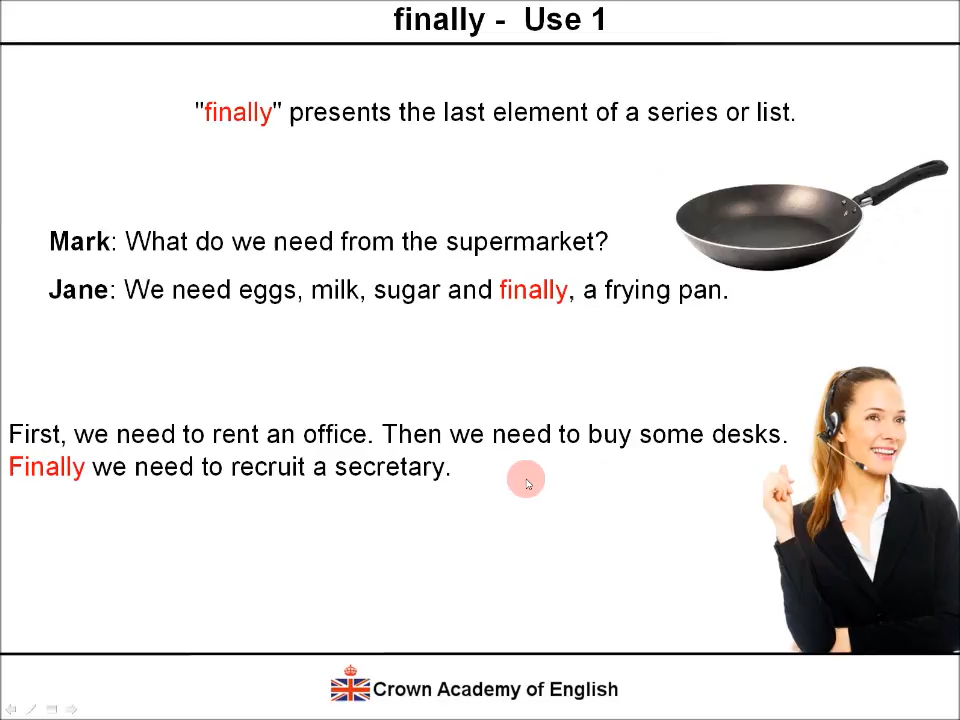 finally -  Use 1
"finally" presents the last element of a series or list.
Mark: What do we need from the supermarket?
Jane: We need eggs, milk, sugar and finally, a frying pan.
First, we need to rent an office. Then we need to buy some desks.
Finally we need to recruit a secretary.
Crown Academy of English